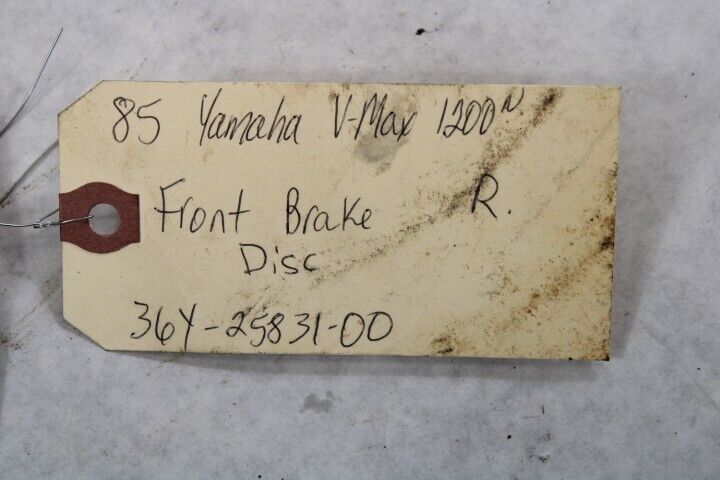 85 Yamaha V-Max 1200N
Front Brake R.
Disc
36Y-25831-00